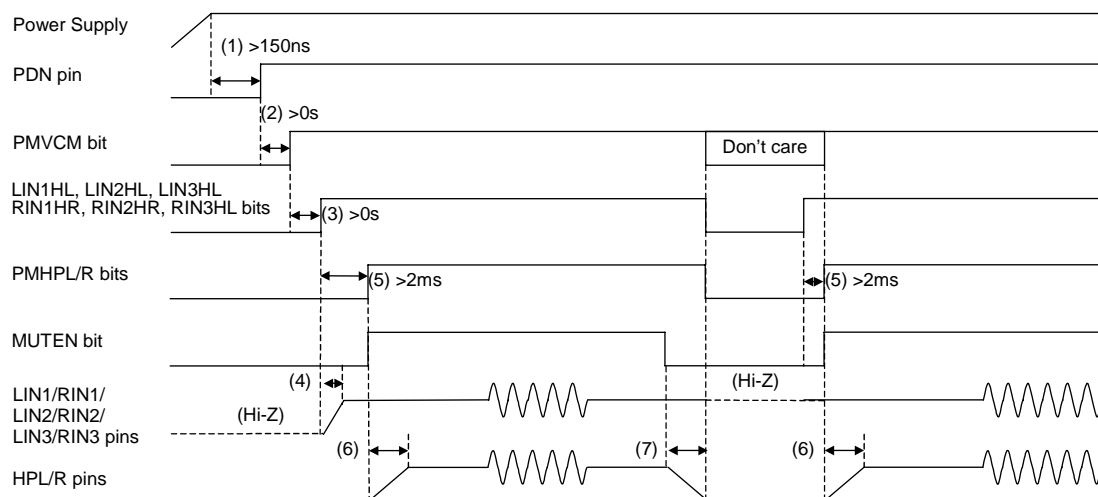 Power Supply
(1) >150ns
PDN pin
(2) >0s
PMVCM bit
Don't care
LIN1HL, LIN2HL, LIN3HL
RIN1HR, RIN2HR, RIN3HL bits
(3) >0s
PMHPL/R bits
(5) >2ms
(5) >2ms
MUTEN bit
(4)
(Hi-Z)
LIN1/RIN1/
LIN2/RIN2/
LIN3/RIN3 pins
(Hi-Z)
(6)
(7)
(6)
HPL/R pins